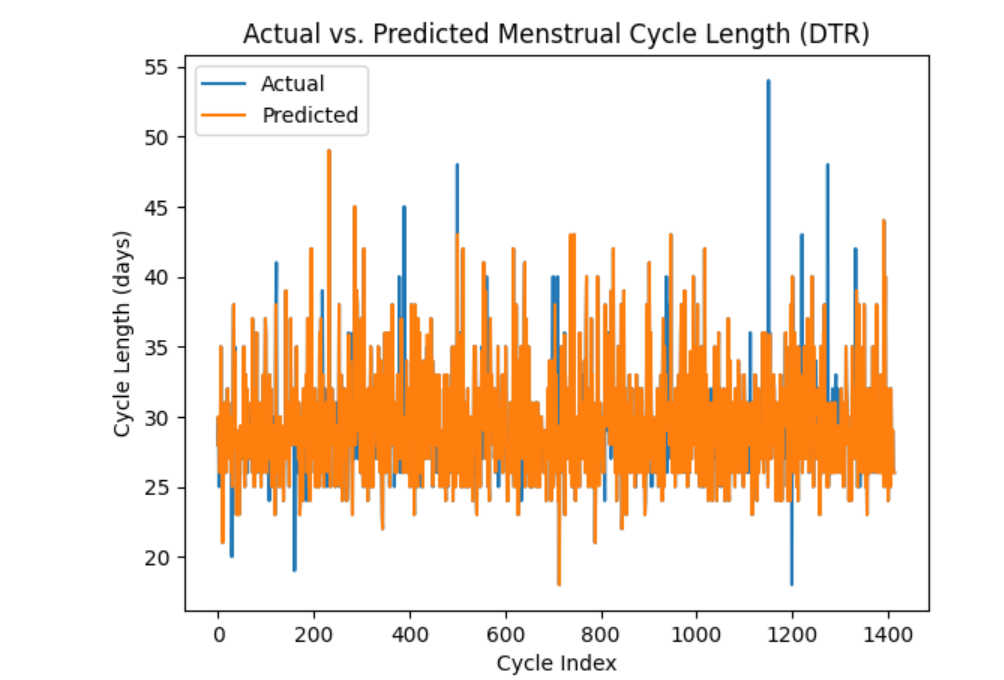 Actual vs. Predicted Menstrual Cycle Length (DTR)
Actual
Predicted
55
50
45
40
35
30
25
20
Cycle Length (days)
0 200 400 600 800 1000 1200 1400
Cycle Index